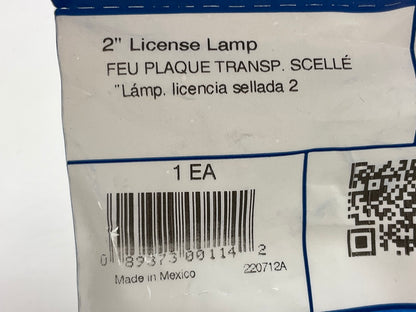 2" License Lamp
FEU PLAQUE TRANSP. SCELLÉ
"Lámp. licencia sellada 2
1 EA
0 89373 00114 2
Made in Mexico
220712A